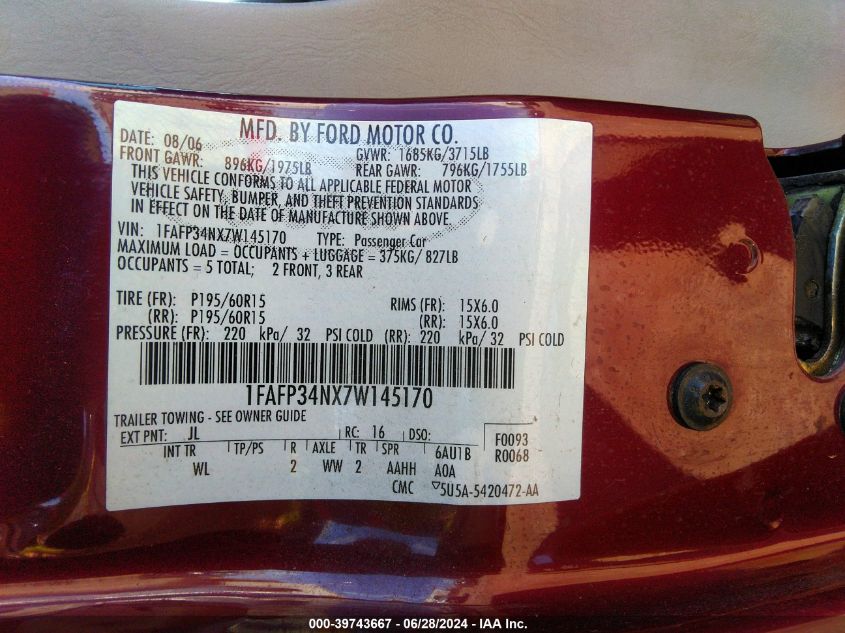 MFD. BY FORD MOTOR CO.
DATE: 08/06 GVWR: 1685KG/3715LB
FRONT GAWR: 896KG/1975LB REAR GAWR: 796KG/1755LB
THIS VEHICLE CONFORMS TO ALL APPLICABLE FEDERAL MOTOR
VEHICLE SAFETY, BUMPER, AND THEFT PREVENTION STANDARDS
IN EFFECT ON THE DATE OF MANUFACTURE SHOWN ABOVE.
VIN: 1FAFP34NX7W145170 TYPE: Passenger Car
MAXIMUM LOAD = OCCUPANTS + LUGGAGE = 375KG/ 827LB
OCCUPANTS = 5 TOTAL; 2 FRONT, 3 REAR
TIRE (FR): P195/60R15 RIMS (FR): 15X6.0
(RR): P195/60R15 (RR): 15X6.0
PRESSURE (FR): 220 kPa/ 32 PSI COLD (RR): 220 kPa/ 32 PSI COLD
1FAFP34NX7W145170
TRAILER TOWING - SEE OWNER GUIDE
EXT PNT: JL RC: 16 DSO: F0093
INT TR TP/PS R AXLE TR SPR 6AU1B R0068
WL 2 WW 2 AAHH A0A
CMC ▽5U5A-5420472-AA
000-39743667 - 06/28/2024 - IAA Inc.